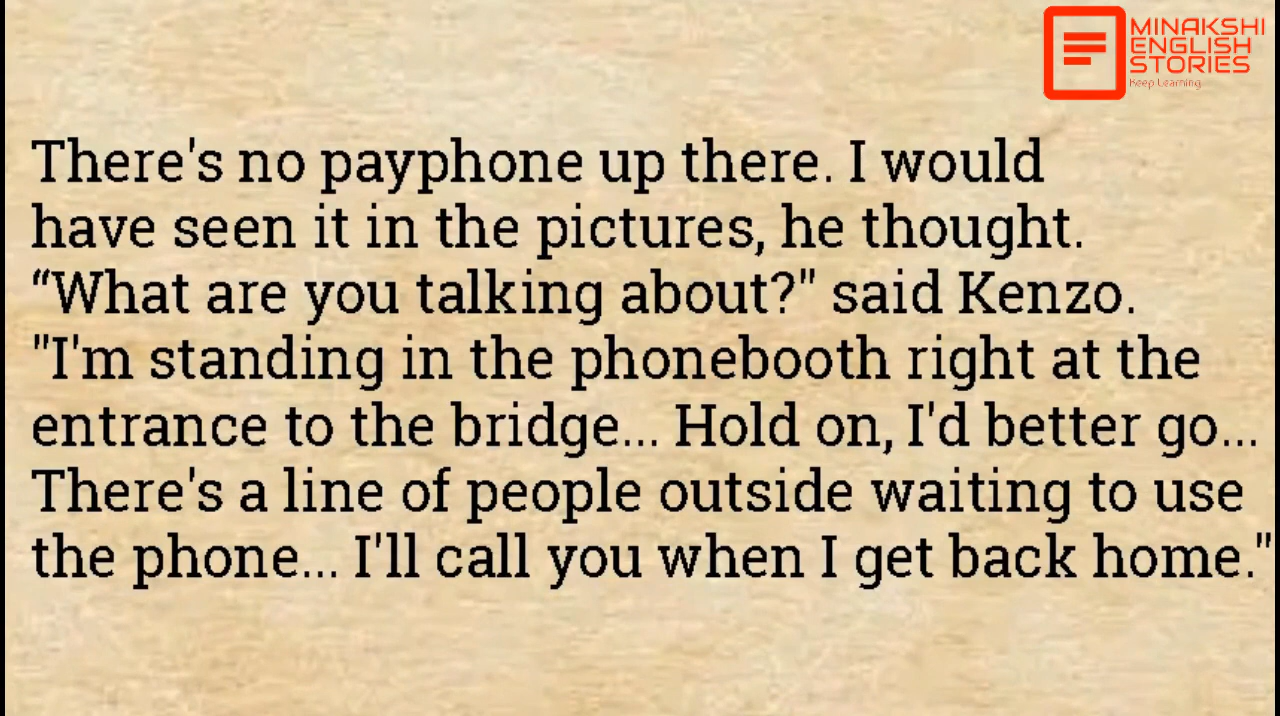 MINAKSHI
ENGLISH
STORIES
Keep Learning
There's no payphone up there. I would
have seen it in the pictures, he thought.
“What are you talking about?" said Kenzo.
"I'm standing in the phonebooth right at the
entrance to the bridge... Hold on, I'd better go...
There's a line of people outside waiting to use
the phone... I'll call you when I get back home."